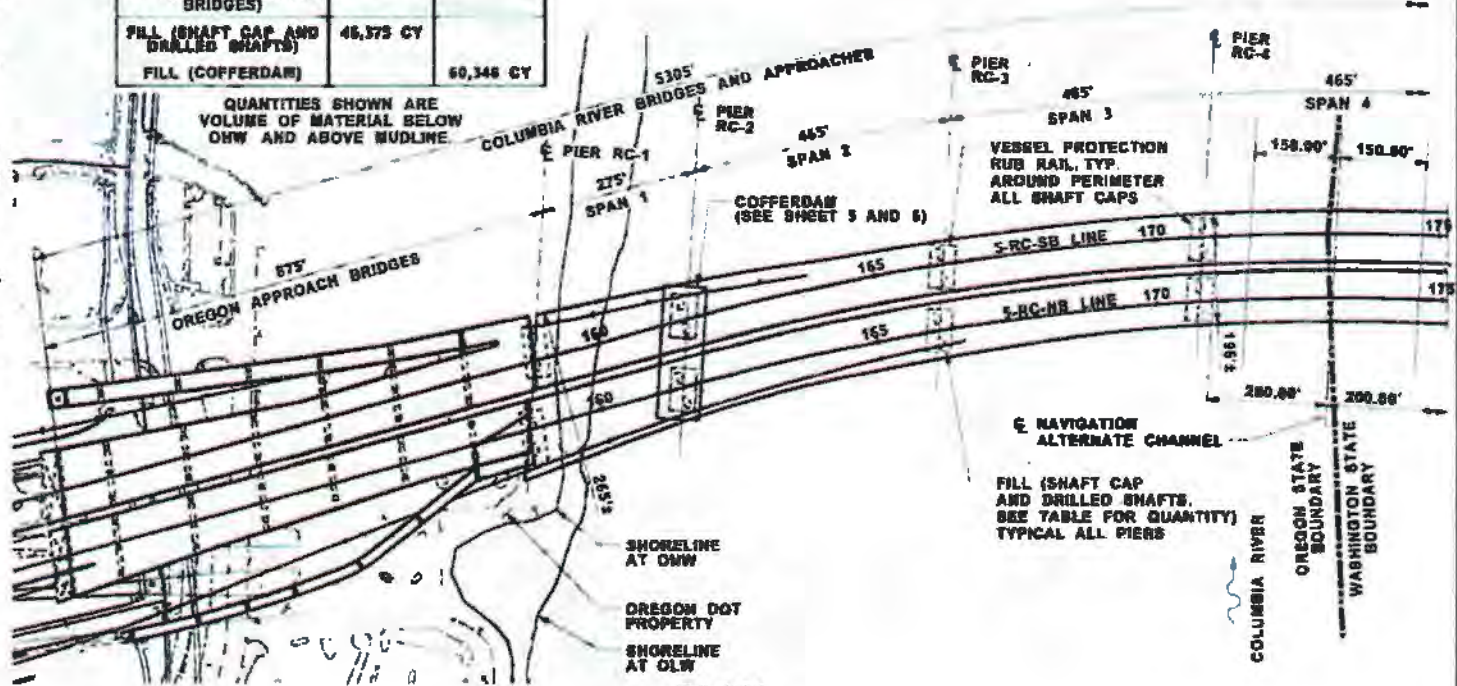 BRIDGES)
FILL (SHAFT CAP AND
DRILLED SHAFTS)
FILL (COFFERDAM)
60,346 CY
QUANTITIES SHOWN ARE
VOLUME OF MATERIAL BELOW
OHW AND ABOVE MUDLINE.
5305'
COLUMBIA RIVER BRIDGES AND APPROACHES
875'
OREGON APPROACH BRIDGES
℄ PIER RC-1
275'
SPAN 1
℄ PIER
RC-2
465'
SPAN 2
℄ PIER
RC-3
465'
SPAN 3
℄ PIER
RC-4
465'
SPAN 4
150.00'
150.00'
COFFERDAM
(SEE SHEET 5 AND 6)
VESSEL PROTECTION
RUB RAIL, TYP.
AROUND PERIMETER
ALL SHAFT CAPS
S-RC-SB LINE
S-RC-NB LINE
160
165
170
175
160
165
170
175
200.00'
200.00'
℄ NAVIGATION
ALTERNATE CHANNEL
FILL (SHAFT CAP
AND DRILLED SHAFTS.
SEE TABLE FOR QUANTITY)
TYPICAL ALL PIERS
SHORELINE
AT OHW
OREGON DOT
PROPERTY
SHORELINE
AT OLW
COLUMBIA RIVER
OREGON STATE
BOUNDARY
WASHINGTON STATE
BOUNDARY